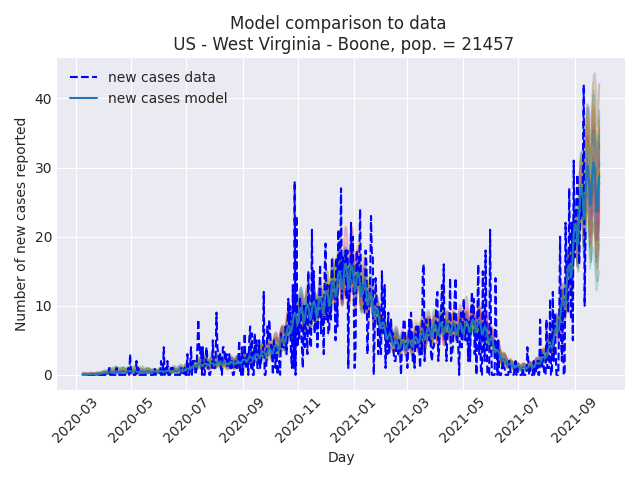 Model comparison to data
US - West Virginia - Boone, pop. = 21457
new cases data
new cases model
Number of new cases reported
40
30
20
10
0
2020-03
2020-05
2020-07
2020-09
2020-11
2021-01
2021-03
2021-05
2021-07
2021-09
Day